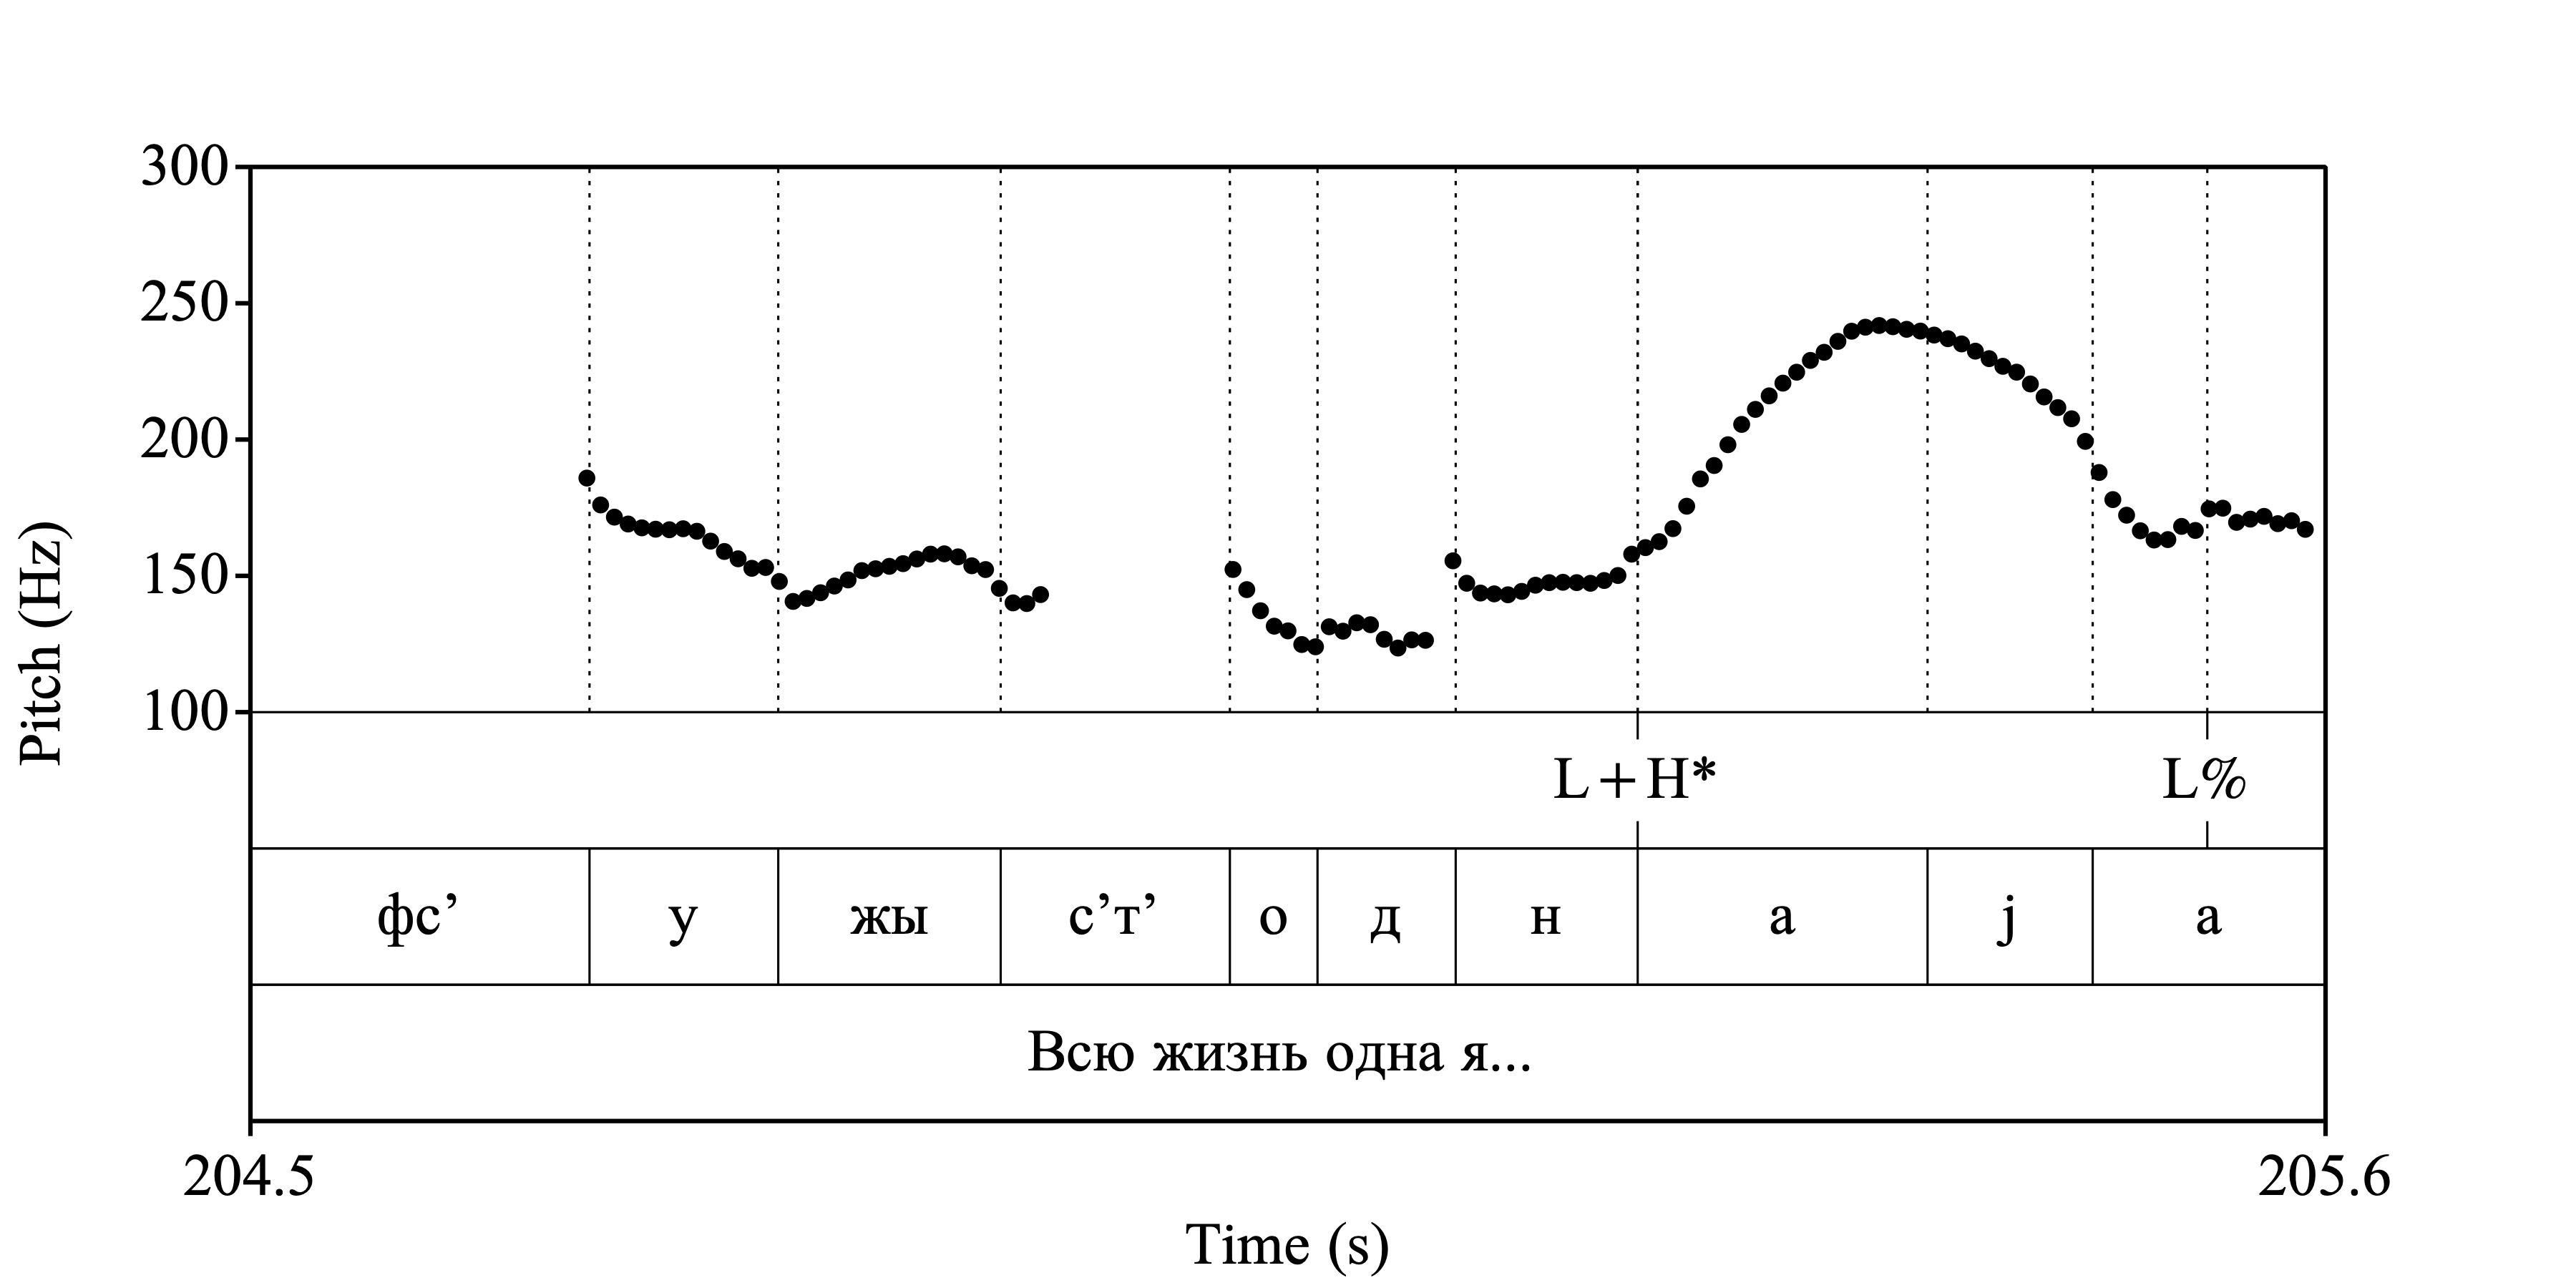 300
250
200
150
100
Pitch (Hz)
L+H* L%
фс’ у жы с’т’ о д н а j а
Всю жизнь одна я...
204.5 205.6
Time (s)